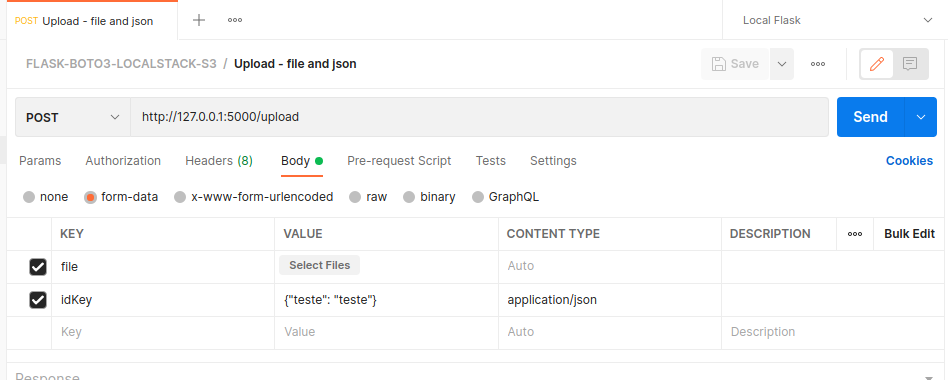 POST Upload - file and json
Local Flask
FLASK-BOTO3-LOCALSTACK-S3 / Upload - file and json
Save
POST http://127.0.0.1:5000/upload Send
Params Authorization Headers (8) Body Pre-request Script Tests Settings Cookies
none form-data x-www-form-urlencoded raw binary GraphQL
KEY VALUE CONTENT TYPE DESCRIPTION Bulk Edit
file Select Files Auto
idKey {"teste": "teste"} application/json
Key Value Auto Description
Response